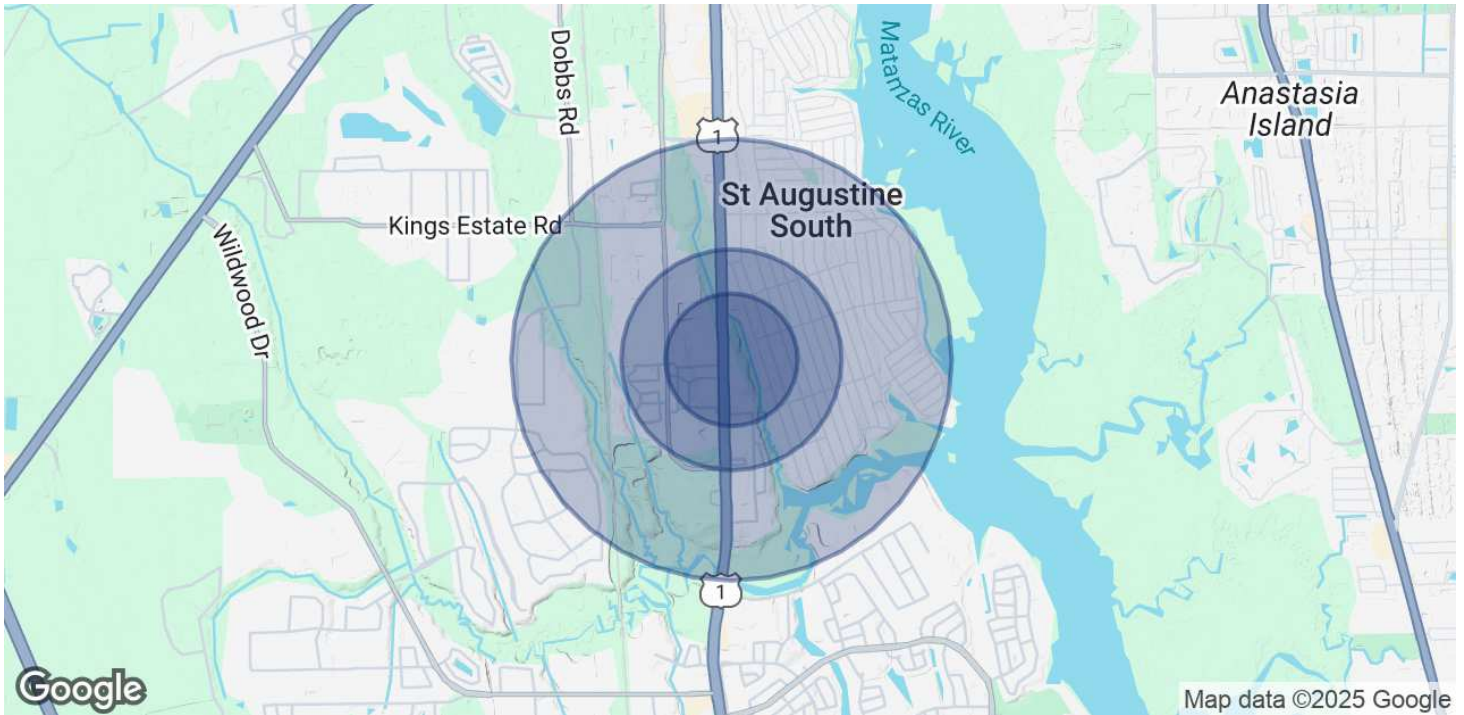 Dobbs Rd
Matanzas River
Anastasia
Island
1
St Augustine
South
Kings Estate Rd
Wildwood Dr
1
Google
Map data ©2025 Google